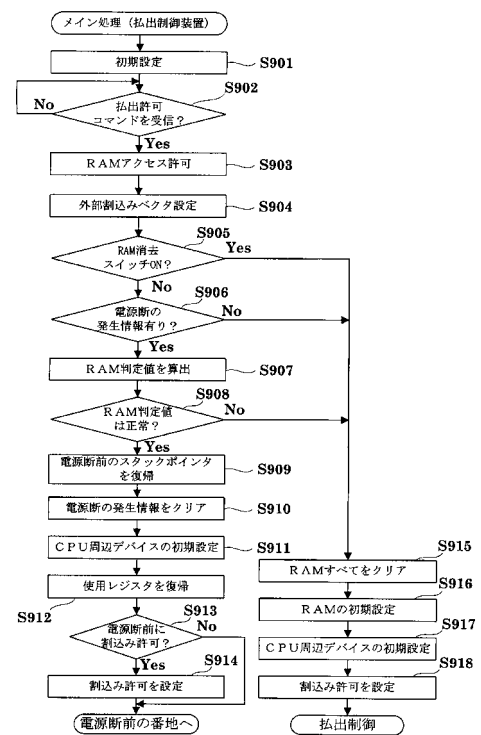 メイン処理（払出制御装置）
初期設定
S901
S902
No
払出許可
コマンドを受信？
Yes
RAMアクセス許可
S903
外部割込みベクタ設定
S904
S905
Yes
RAM消去
スイッチON？
No
S906
電源断の
発生情報有り？
No
Yes
RAM判定値を算出
S907
S908
RAM判定値
は正常？
No
Yes
電源断前のスタックポインタ
を復帰
S909
電源断の発生情報をクリア
S910
CPU周辺デバイスの初期設定
S911
使用レジスタを復帰
S912
S913
電源断前に
割込み許可？
No
Yes
S914
割込み許可を設定
電源断前の番地へ
S915
RAMすべてをクリア
S916
RAMの初期設定
S917
CPU周辺デバイスの初期設定
S918
割込み許可を設定
払出制御